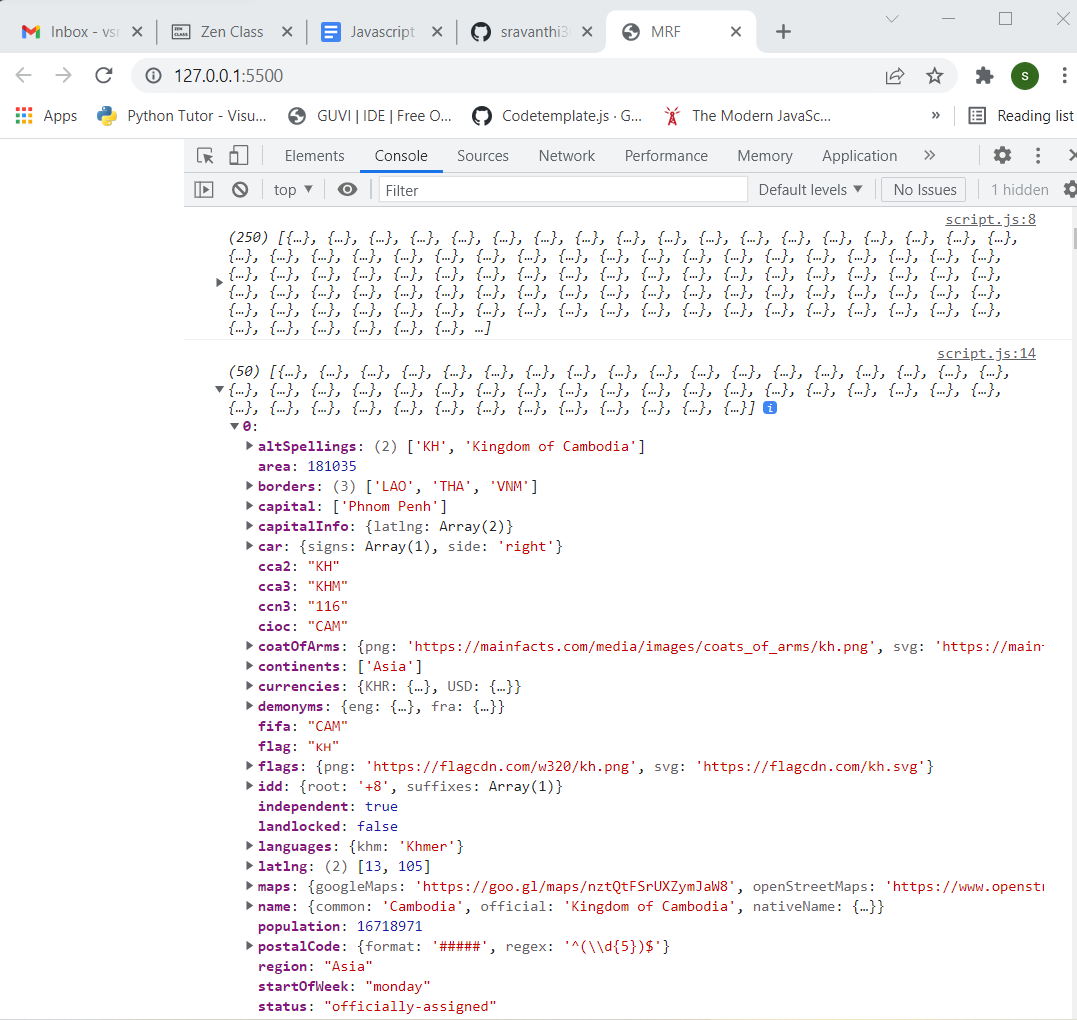 Inbox - vsr
Zen Class
Javascript
sravanthi3
MRF
127.0.0.1:5500
S
Apps
Python Tutor - Visu...
GUVI | IDE | Free O...
Codetemplate.js · G...
The Modern JavaSc...
»
Reading list
Elements
Console
Sources
Network
Performance
Memory
Application
»
top ▼
Filter
Default levels ▼
No Issues
1 hidden
script.js:8
(250) [{…}, {…}, {…}, {…}, {…}, {…}, {…}, {…}, {…}, {…}, {…}, {…}, {…}, {…}, {…}, {…}, {…}, {…},
{…}, {…}, {…}, {…}, {…}, {…}, {…}, {…}, {…}, {…}, {…}, {…}, {…}, {…}, {…}, {…}, {…}, {…}, {…},
{…}, {…}, {…}, {…}, {…}, {…}, {…}, {…}, {…}, {…}, {…}, {…}, {…}, {…}, {…}, {…}, {…}, {…}, {…},
{…}, {…}, {…}, {…}, {…}, {…}, {…}, {…}, {…}, {…}, {…}, {…}, {…}, {…}, {…}, {…}, {…}, {…}, {…},
{…}, {…}, {…}, {…}, {…}, {…}, {…}, {…}, {…}, {…}, {…}, {…}, {…}, {…}, {…}, {…}, {…}, {…}, {…},
{…}, {…}, {…}, {…}, {…}, {…}, …]
script.js:14
(50) [{…}, {…}, {…}, {…}, {…}, {…}, {…}, {…}, {…}, {…}, {…}, {…}, {…}, {…}, {…}, {…}, {…}, {…},
{…}, {…}, {…}, {…}, {…}, {…}, {…}, {…}, {…}, {…}, {…}, {…}, {…}, {…}, {…}, {…}, {…}, {…}, {…},
{…}, {…}, {…}, {…}, {…}, {…}, {…}, {…}, {…}, {…}, {…}, {…}, {…}] i
0:
altSpellings: (2) ['KH', 'Kingdom of Cambodia']
area: 181035
borders: (3) ['LAO', 'THA', 'VNM']
capital: ['Phnom Penh']
capitalInfo: {latlng: Array(2)}
car: {signs: Array(1), side: 'right'}
cca2: "KH"
cca3: "KHM"
ccn3: "116"
cioc: "CAM"
coatOfArms: {png: 'https://mainfacts.com/media/images/coats_of_arms/kh.png', svg: 'https://main
continents: ['Asia']
currencies: {KHR: {…}, USD: {…}}
demonyms: {eng: {…}, fra: {…}}
fifa: "CAM"
flag: "KH"
flags: {png: 'https://flagcdn.com/w320/kh.png', svg: 'https://flagcdn.com/kh.svg'}
idd: {root: '+8', suffixes: Array(1)}
independent: true
landlocked: false
languages: {khm: 'Khmer'}
latlng: (2) [13, 105]
maps: {googleMaps: 'https://goo.gl/maps/nztQtFSrUXZymJaW8', openStreetMaps: 'https://www.openstr
name: {common: 'Cambodia', official: 'Kingdom of Cambodia', nativeName: {…}}
population: 16718971
postalCode: {format: '#####', regex: '^(\\d{5})$'}
region: "Asia"
startOfWeek: "monday"
status: "officially-assigned"